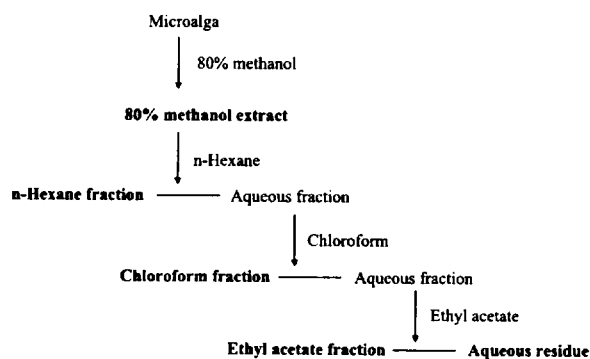 Microalga
80% methanol
80% methanol extract
n-Hexane
n-Hexane fraction
Aqueous fraction
Chloroform
Chloroform fraction
Aqueous fraction
Ethyl acetate
Ethyl acetate fraction
Aqueous residue